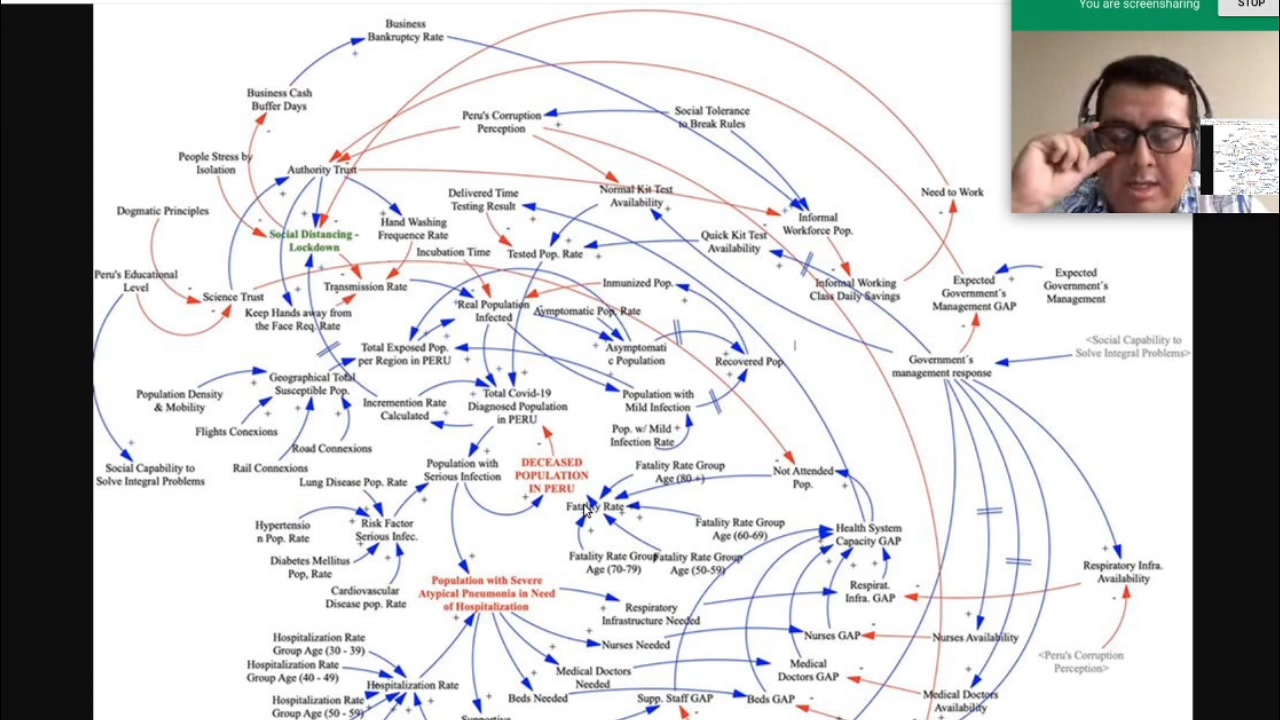 You are screensharing
STOP
Business
Bankruptcy Rate
Business Cash
Buffer Days
Peru's Corruption
Perception
Social Tolerance
to Break Rules
People Stress by
Isolation
Authority Trust
Delivered Time
Testing Result
Normal Kit Test
Availability
Need to Work
Dogmatic Principles
Hand Washing
Frequence Rate
Informal
Workforce Pop.
Social Distancing -
Lockdown
Quick Kit Test
Availability
Incubation Time
Tested Pop. Rate
Peru's Educational
Level
Science Trust
Transmission Rate
Inmunized Pop.
Informal Working
Class Daily Savings
Expected
Government´s
Management GAP
Expected
Government´s
Management
Keep Hands away from
the Face Req. Rate
Real Population
Infected
Aymptomatic Pop. Rate
Total Exposed Pop.
per Region in PERU
Asymptomati
c Population
Recovered Pop.
Government´s
management response
<Social Capability to
Solve Integral Problems>
Geographical Total
Susceptible Pop.
Population Density
& Mobility
Incremention Rate
Calculated
Total Covid-19
Diagnosed Population
in PERU
Population with
Mild Infection
Flights Conexions
Pop. w/ Mild
Infection Rate
Road Connexions
Social Capability to
Solve Integral Problems
Rail Connexions
Population with
Serious Infection
DECEASED
POPULATION
IN PERU
Fatality Rate Group
Age (80 +)
Not Attended
Pop.
Lung Disease Pop. Rate
Fatality Rate
Hypertensio
n Pop. Rate
Risk Factor
Serious Infec.
Fatality Rate Group
Age (60-69)
Health System
Capacity GAP
Diabetes Mellitus
Pop, Rate
Fatality Rate Group
Age (70-79)
Fatality Rate Group
Age (50-59)
Respiratory Infra.
Availability
Cardiovascular
Disease pop. Rate
Population with Severe
Atypical Pneumonia in Need
of Hospitalization
Respirat.
Infra. GAP
Respiratory
Infrastructure Needed
Hospitalization Rate
Group Age (30 - 39)
Nurses Needed
Nurses GAP
Nurses Availability
<Peru's Corruption
Perception>
Hospitalization Rate
Group Age (40 - 49)
Medical Doctors
Needed
Medical
Doctors GAP
Hospitalization Rate
Hospitalization Rate
Group Age (50 - 59)
Beds Needed
Supp. Staff GAP
Beds GAP
Medical Doctors
Availability
Supportive